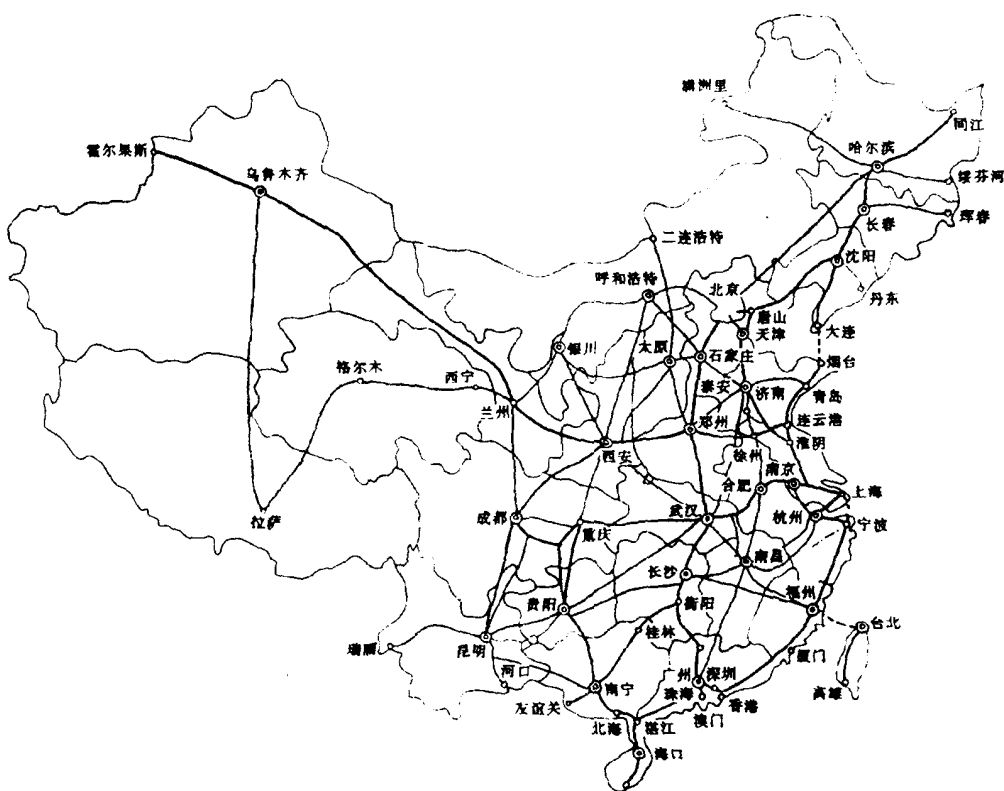 满洲里
同江
哈尔滨
霍尔果斯
乌鲁木齐
绥芬河
长春
珲春
二连浩特
沈阳
呼和浩特
北京
丹东
唐山
天津
大连
银川
太原
石家庄
烟台
格尔木
西宁
泰安
济南
青岛
兰州
郑州
连云港
淮阴
西安
徐州
合肥
南京
上海
拉萨
成都
重庆
武汉
杭州
宁波
长沙
南昌
贵阳
衡阳
福州
台北
瑞丽
昆明
桂林
厦门
河口
南宁
广州
深圳
珠海
香港
高雄
友谊关
北海
湛江
澳门
海口